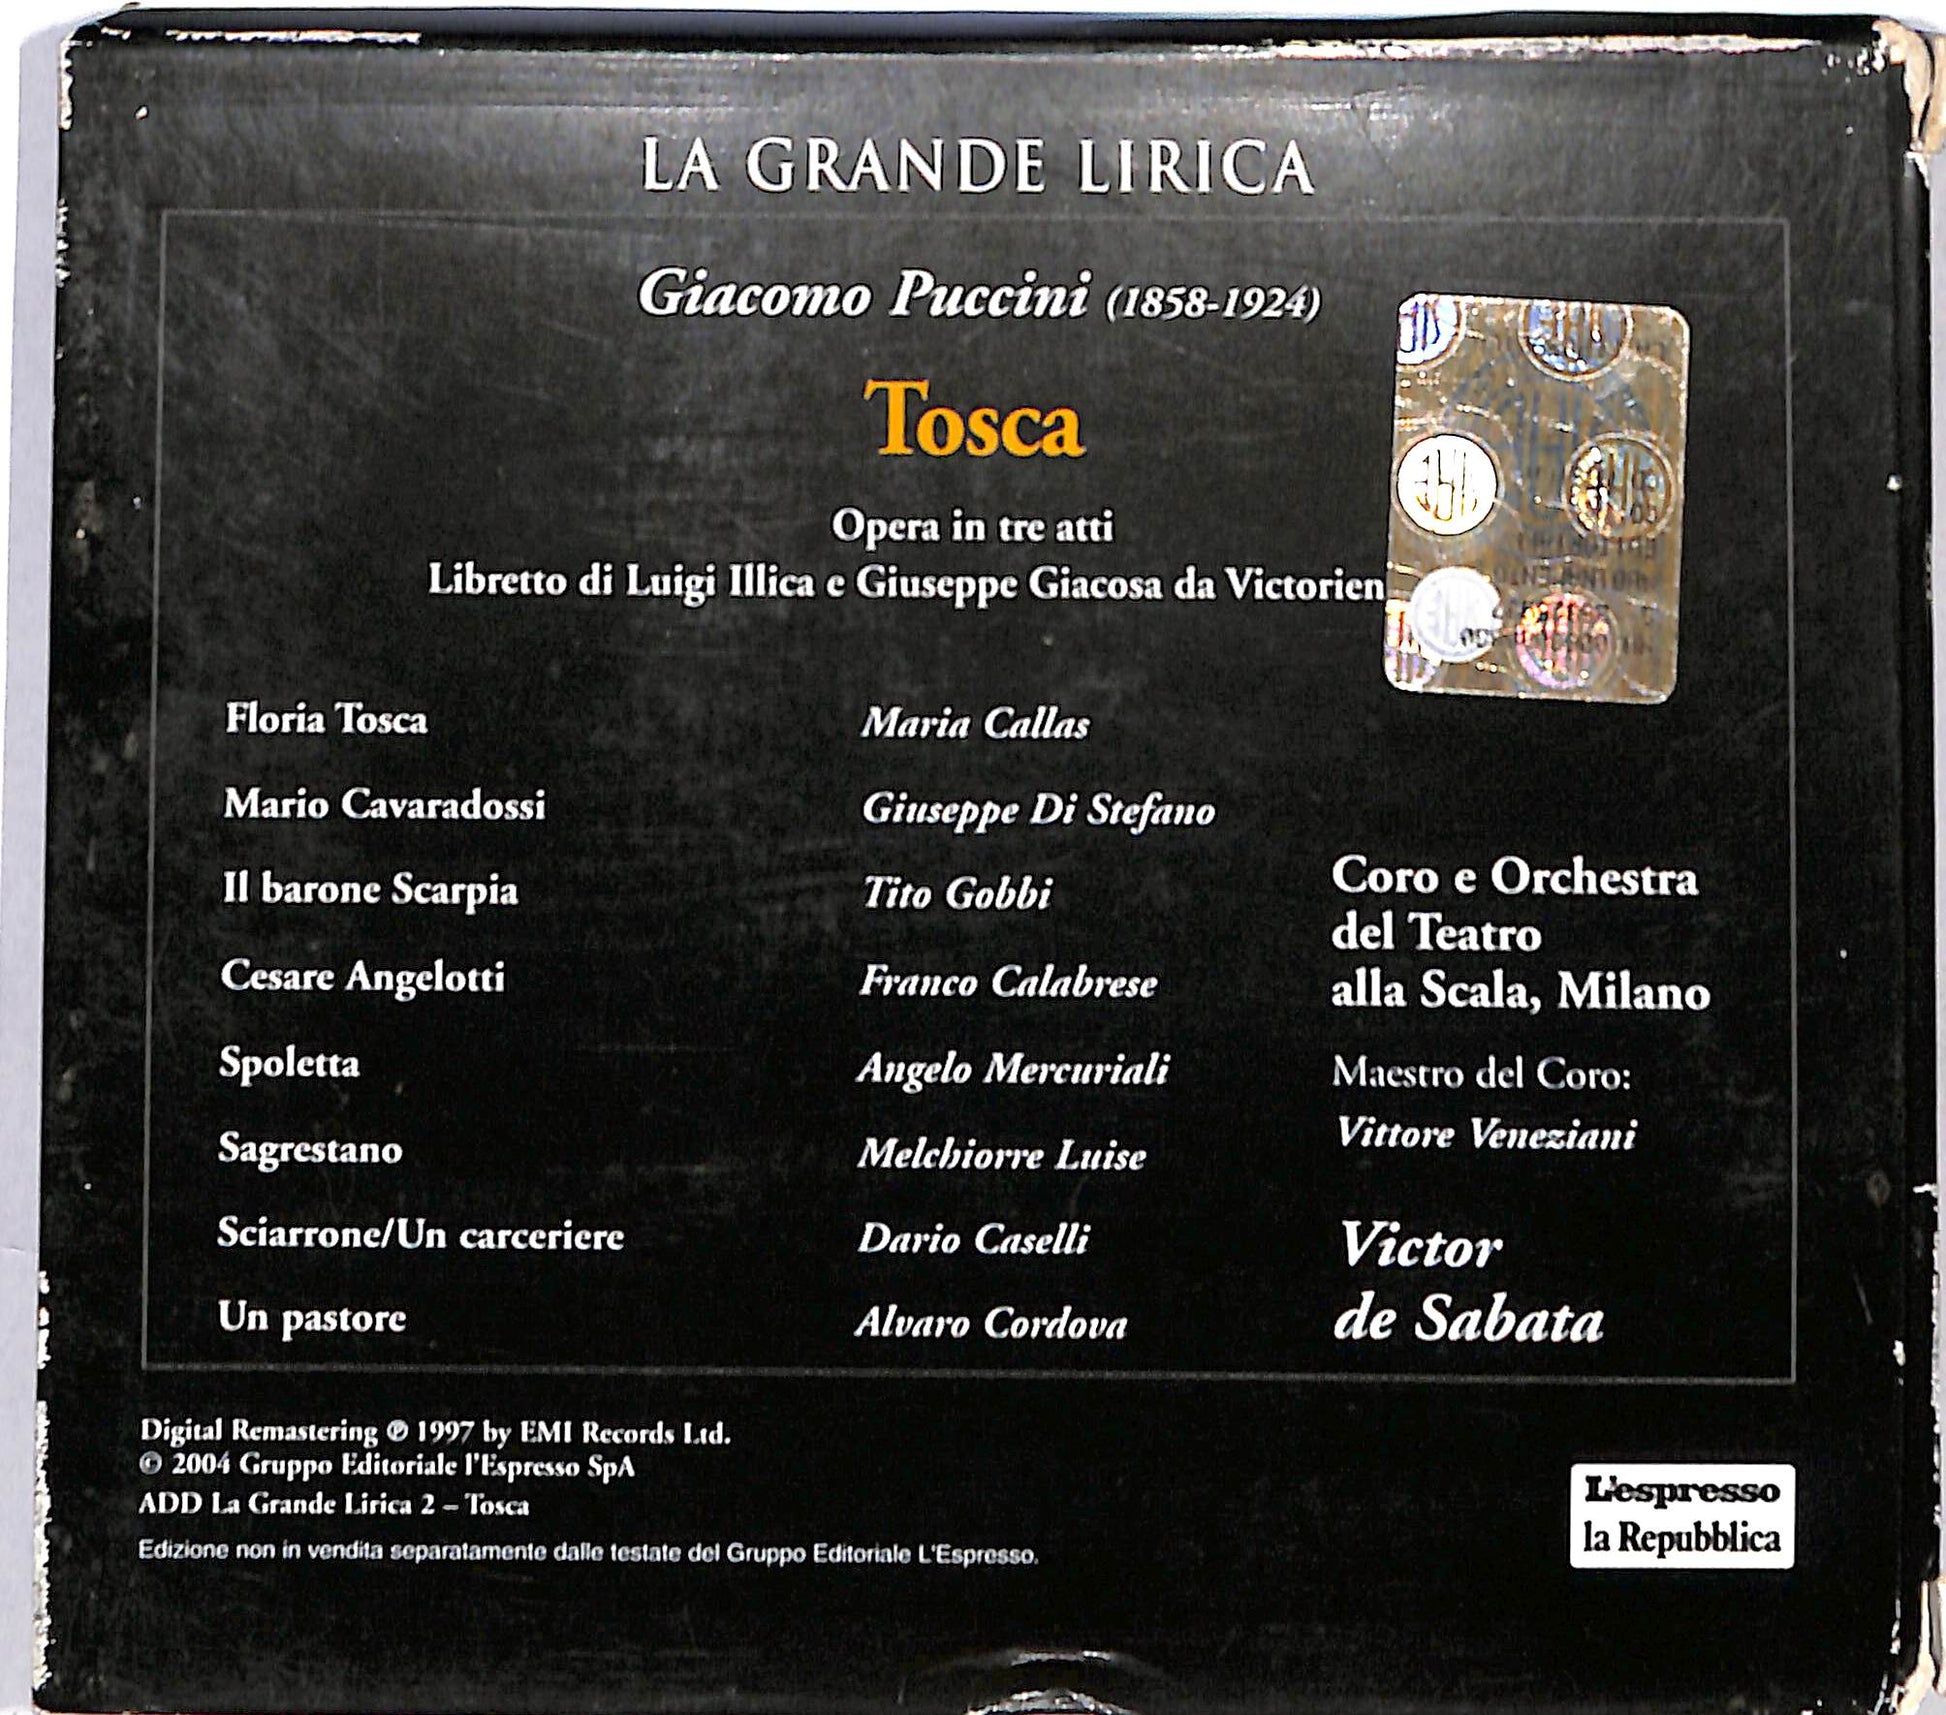 LA GRANDE LIRICA
Giacomo Puccini (1858-1924)
Tosca
Opera in tre atti
Libretto di Luigi Illica e Giuseppe Giacosa da Victorien
Floria Tosca Maria Callas
Mario Cavaradossi Giuseppe Di Stefano
Il barone Scarpia Tito Gobbi
Cesare Angelotti Franco Calabrese
Spoletta Angelo Mercuriali
Sagrestano Melchiorre Luise
Sciarrone/Un carceriere Dario Caselli
Un pastore Alvaro Cordova
Coro e Orchestra
del Teatro
alla Scala, Milano
Maestro del Coro:
Vittore Veneziani
Victor
de Sabata
Digital Remastering ℗ 1997 by EMI Records Ltd.
© 2004 Gruppo Editoriale l'Espresso SpA
ADD La Grande Lirica 2 – Tosca
Edizione non in vendita separatamente dalle testate del Gruppo Editoriale L'Espresso.
L'espresso
la Repubblica